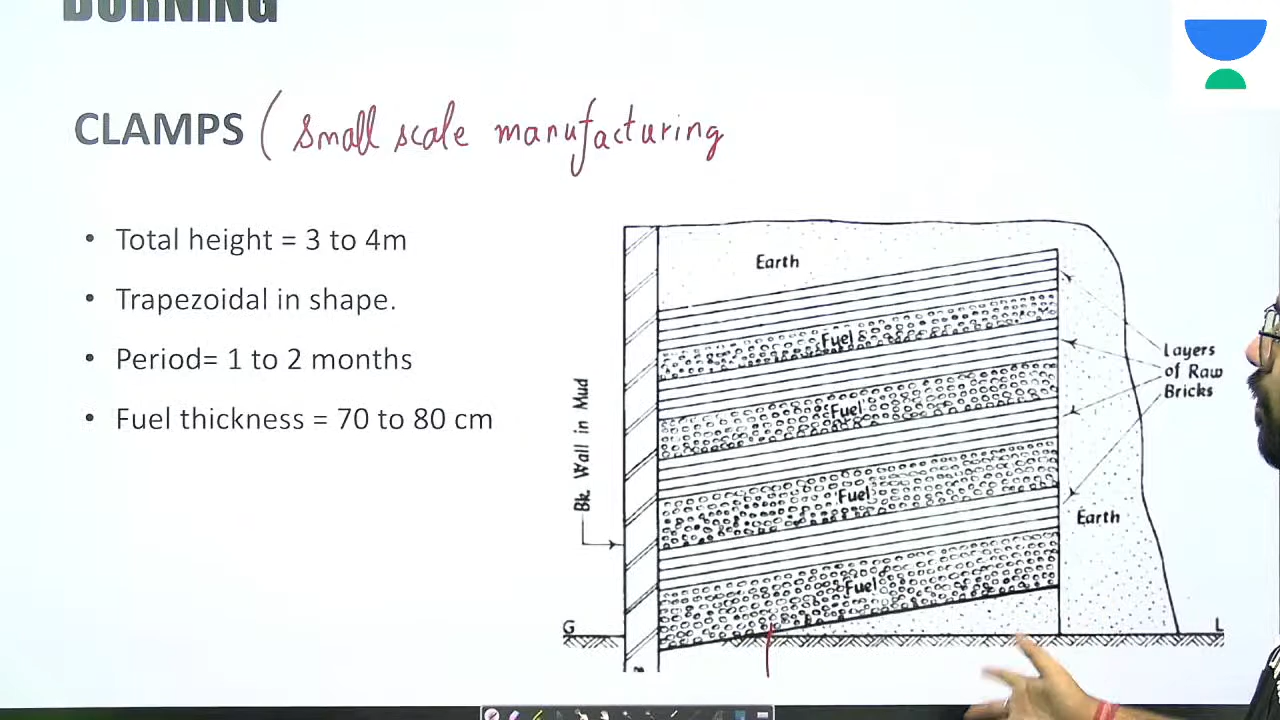 BURNING
CLAMPS ( small scale manufacturing
• Total height = 3 to 4m
• Trapezoidal in shape.
• Period= 1 to 2 months
• Fuel thickness = 70 to 80 cm
Earth
Fuel
Fuel
Fuel
Fuel
Layers
of Raw
Bricks
Bk. Wall in Mud
Earth
G
L